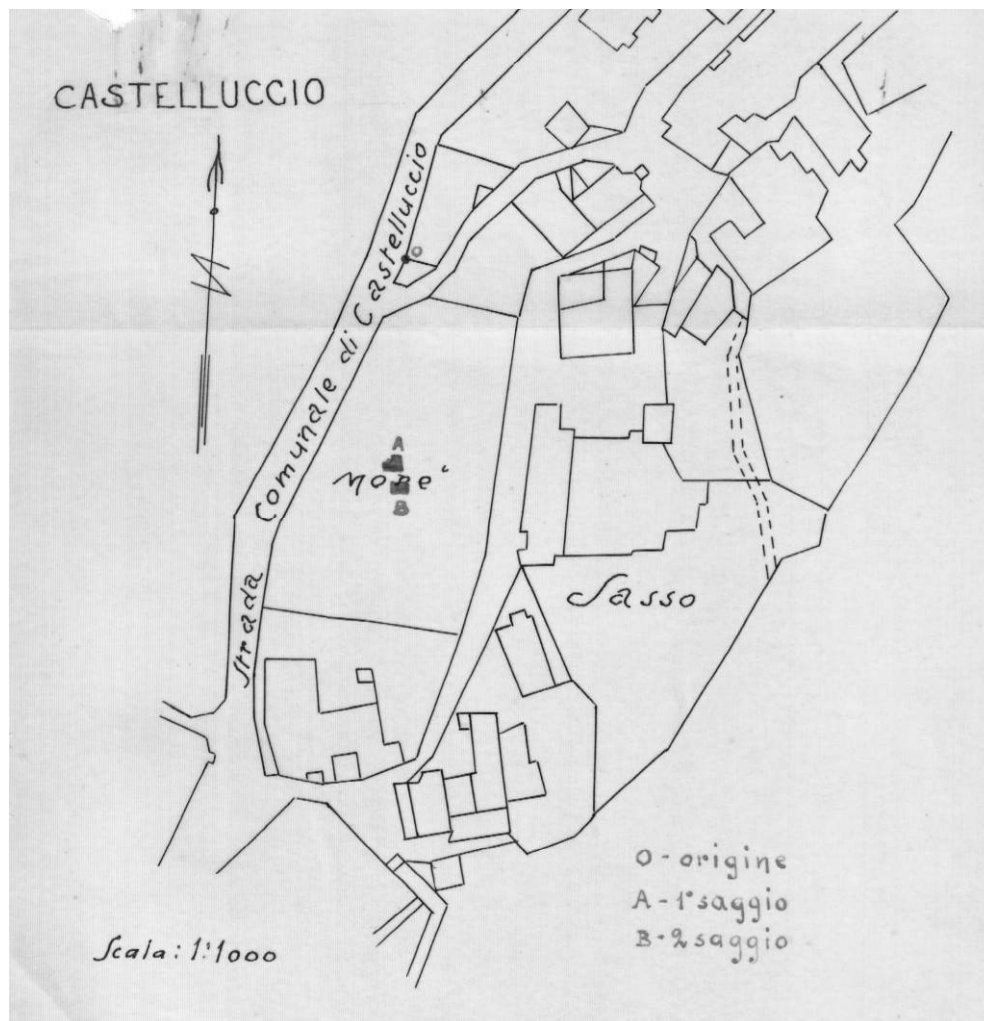 CASTELLUCCIO
Strada Comunale di Castelluccio
O
A
B
Sasso
O - origine
A - 1° saggio
B - 2 saggio
Scala: 1:1000